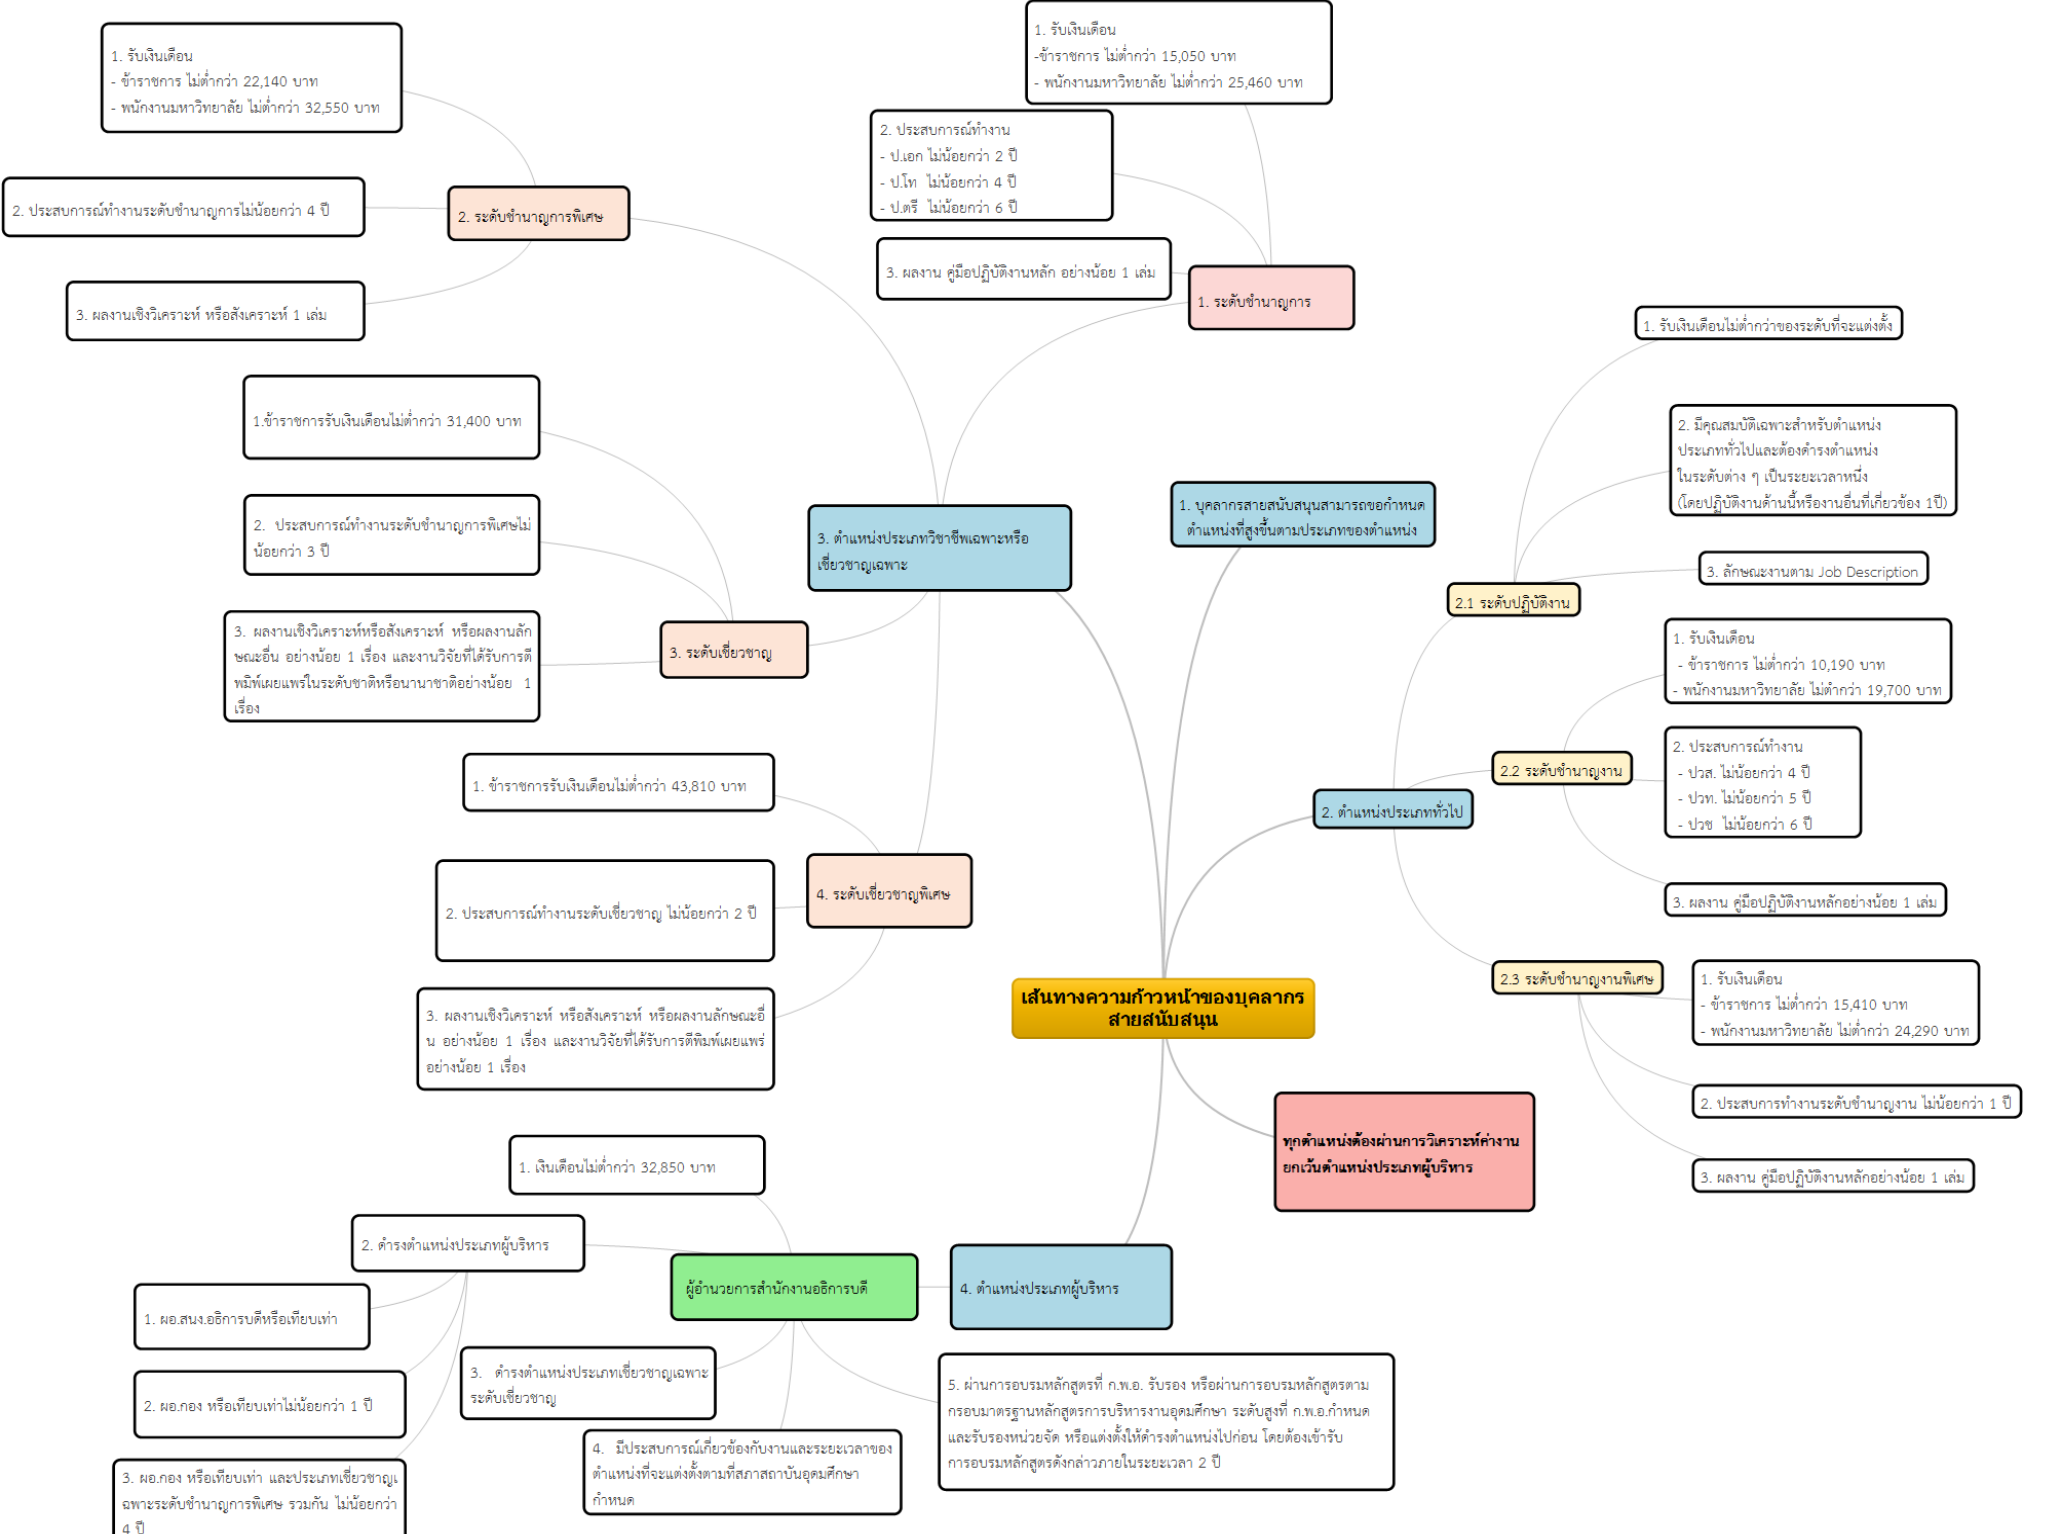 เส้นทางความก้าวหน้าของบุคลากร
สายสนับสนุน
1. บุคลากรสายสนับสนุนสามารถขอกำหนด
ตำแหน่งที่สูงขึ้นตามประเภทของตำแหน่ง
2. ตำแหน่งประเภททั่วไป
2.1 ระดับปฏิบัติงาน
1. รับเงินเดือนไม่ต่ำกว่าของระดับที่จะแต่งตั้ง
2. มีคุณสมบัติเฉพาะสำหรับตำแหน่ง
ประเภททั่วไปและต้องดำรงตำแหน่ง
ในระดับต่าง ๆ เป็นระยะเวลาหนึ่ง
(โดยปฏิบัติงานด้านนี้หรืองานอื่นที่เกี่ยวข้อง 1ปี)
3. ลักษณะงานตาม Job Description
2.2 ระดับชำนาญงาน
1. รับเงินเดือน
- ข้าราชการ ไม่ต่ำกว่า 10,190 บาท
- พนักงานมหาวิทยาลัย ไม่ต่ำกว่า 19,700 บาท
2. ประสบการณ์ทำงาน
- ปวส. ไม่น้อยกว่า 4 ปี
- ปวท. ไม่น้อยกว่า 5 ปี
- ปวช ไม่น้อยกว่า 6 ปี
3. ผลงาน คู่มือปฏิบัติงานหลักอย่างน้อย 1 เล่ม
2.3 ระดับชำนาญงานพิเศษ
1. รับเงินเดือน
- ข้าราชการ ไม่ต่ำกว่า 15,410 บาท
- พนักงานมหาวิทยาลัย ไม่ต่ำกว่า 24,290 บาท
2. ประสบการทำงานระดับชำนาญงาน ไม่น้อยกว่า 1 ปี
3. ผลงาน คู่มือปฏิบัติงานหลักอย่างน้อย 1 เล่ม
3. ตำแหน่งประเภทวิชาชีพเฉพาะหรือ
เชี่ยวชาญเฉพาะ
1. ระดับชำนาญการ
1. รับเงินเดือน
-ข้าราชการ ไม่ต่ำกว่า 15,050 บาท
- พนักงานมหาวิทยาลัย ไม่ต่ำกว่า 25,460 บาท
2. ประสบการณ์ทำงาน
- ป.เอก ไม่น้อยกว่า 2 ปี
- ป.โท ไม่น้อยกว่า 4 ปี
- ป.ตรี ไม่น้อยกว่า 6 ปี
3. ผลงาน คู่มือปฏิบัติงานหลัก อย่างน้อย 1 เล่ม
2. ระดับชำนาญการพิเศษ
1. รับเงินเดือน
- ข้าราชการ ไม่ต่ำกว่า 22,140 บาท
- พนักงานมหาวิทยาลัย ไม่ต่ำกว่า 32,550 บาท
2. ประสบการณ์ทำงานระดับชำนาญการไม่น้อยกว่า 4 ปี
3. ผลงานเชิงวิเคราะห์ หรือสังเคราะห์ 1 เล่ม
3. ระดับเชี่ยวชาญ
1.ข้าราชการรับเงินเดือนไม่ต่ำกว่า 31,400 บาท
2. ประสบการณ์ทำงานระดับชำนาญการพิเศษไม่
น้อยกว่า 3 ปี
3. ผลงานเชิงวิเคราะห์หรือสังเคราะห์ หรือผลงานลัก
ษณะอื่น อย่างน้อย 1 เรื่อง และงานวิจัยที่ได้รับการตี
พมิพ์เผยแพร่ในระดับชาติหรือนานาชาติอย่างน้อย 1
เรื่อง
4. ระดับเชี่ยวชาญพิเศษ
1. ข้าราชการรับเงินเดือนไม่ต่ำกว่า 43,810 บาท
2. ประสบการณ์ทำงานระดับเชี่ยวชาญ ไม่น้อยกว่า 2 ปี
3. ผลงานเชิงวิเคราะห์ หรือสังเคราะห์ หรือผลงานลักษณะอื่
น อย่างน้อย 1 เรื่อง และงานวิจัยที่ได้รับการตีพิมพ์เผยแพร่
อย่างน้อย 1 เรื่อง
ทุกตำแหน่งต้องผ่านการวิเคราะห์ค่างาน
ยกเว้นตำแหน่งประเภทผู้บริหาร
4. ตำแหน่งประเภทผู้บริหาร
ผู้อำนวยการสำนักงานอธิการบดี
1. เงินเดือนไม่ต่ำกว่า 32,850 บาท
2. ดำรงตำแหน่งประเภทผู้บริหาร
1. ผอ.สนง.อธิการบดีหรือเทียบเท่า
2. ผอ.กอง หรือเทียบเท่าไม่น้อยกว่า 1 ปี
3. ผอ.กอง หรือเทียบเท่า และประเภทเชี่ยวชาญเ
ฉพาะระดับชำนาญการพิเศษ รวมกัน ไม่น้อยกว่า
4 ปี
3. ดำรงตำแหน่งประเภทเชี่ยวชาญเฉพาะ
ระดับเชี่ยวชาญ
4. มีประสบการณ์เกี่ยวข้องกับงานและระยะเวลาของ
ตำแหน่งที่จะแต่งตั้งตามที่สภาสถาบันอุดมศึกษา
กำหนด
5. ผ่านการอบรมหลักสูตรที่ ก.พ.อ. รับรอง หรือผ่านการอบรมหลักสูตรตาม
กรอบมาตรฐานหลักสูตรการบริหารงานอุดมศึกษา ระดับสูงที่ ก.พ.อ.กำหนด
และรับรองหน่วยจัด หรือแต่งตั้งให้ดำรงตำแหน่งไปก่อน โดยต้องเข้ารับ
การอบรมหลักสูตรดังกล่าวภายในระยะเวลา 2 ปี